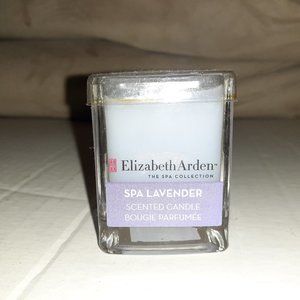 Elizabeth Arden
THE SPA COLLECTION
SPA LAVENDER
SCENTED CANDLE
BOUGIE PARFUMÉE